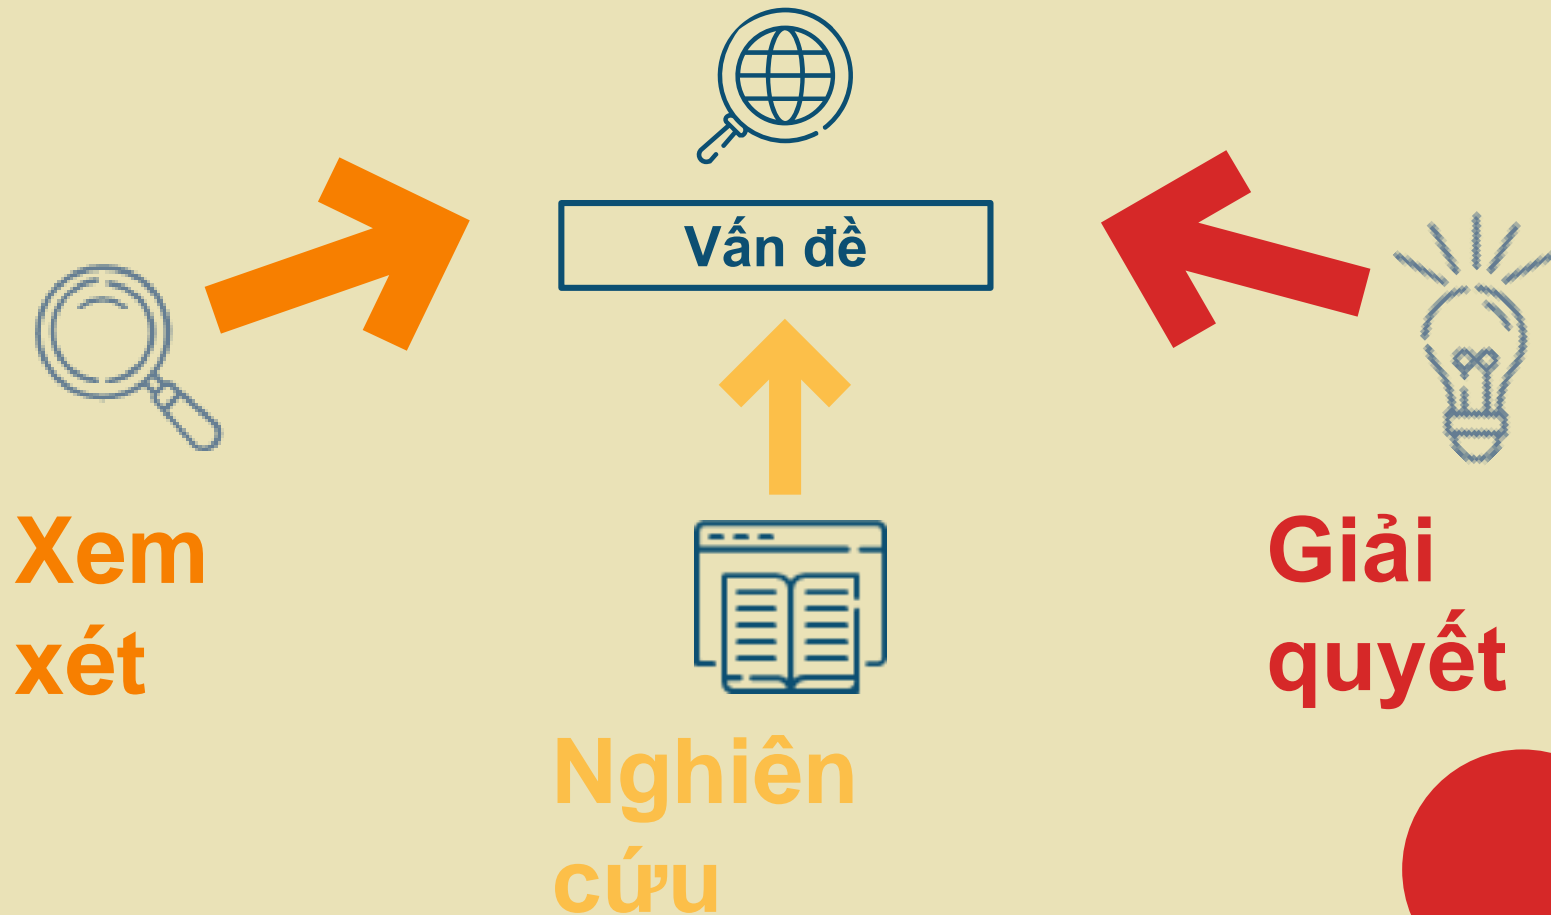 Vấn đề
Xem
xét
Nghiên
cứu
Giải
quyết